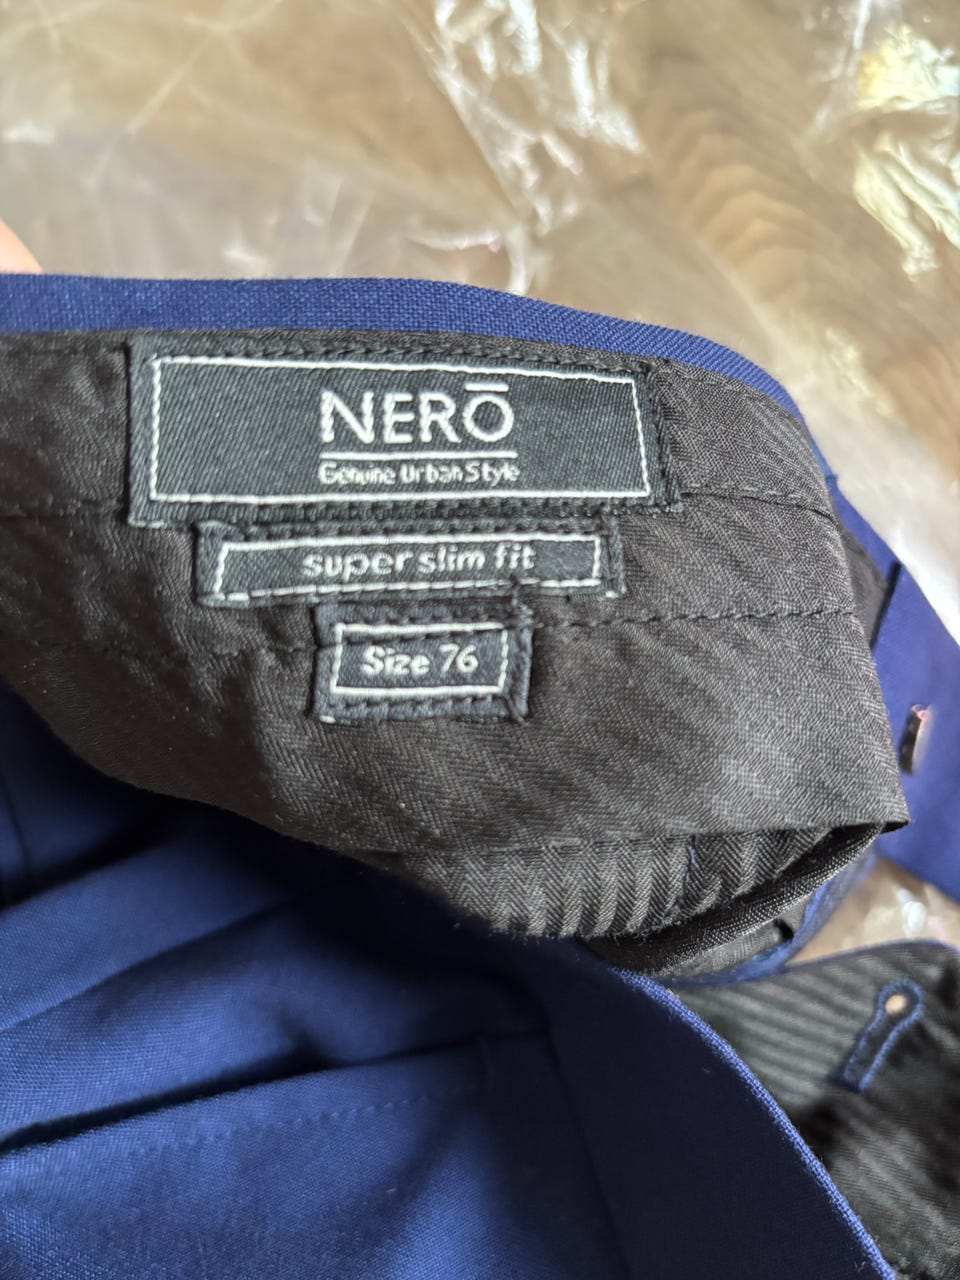 NERŌ
Genuine Urban Style
super slim fit
Size 76